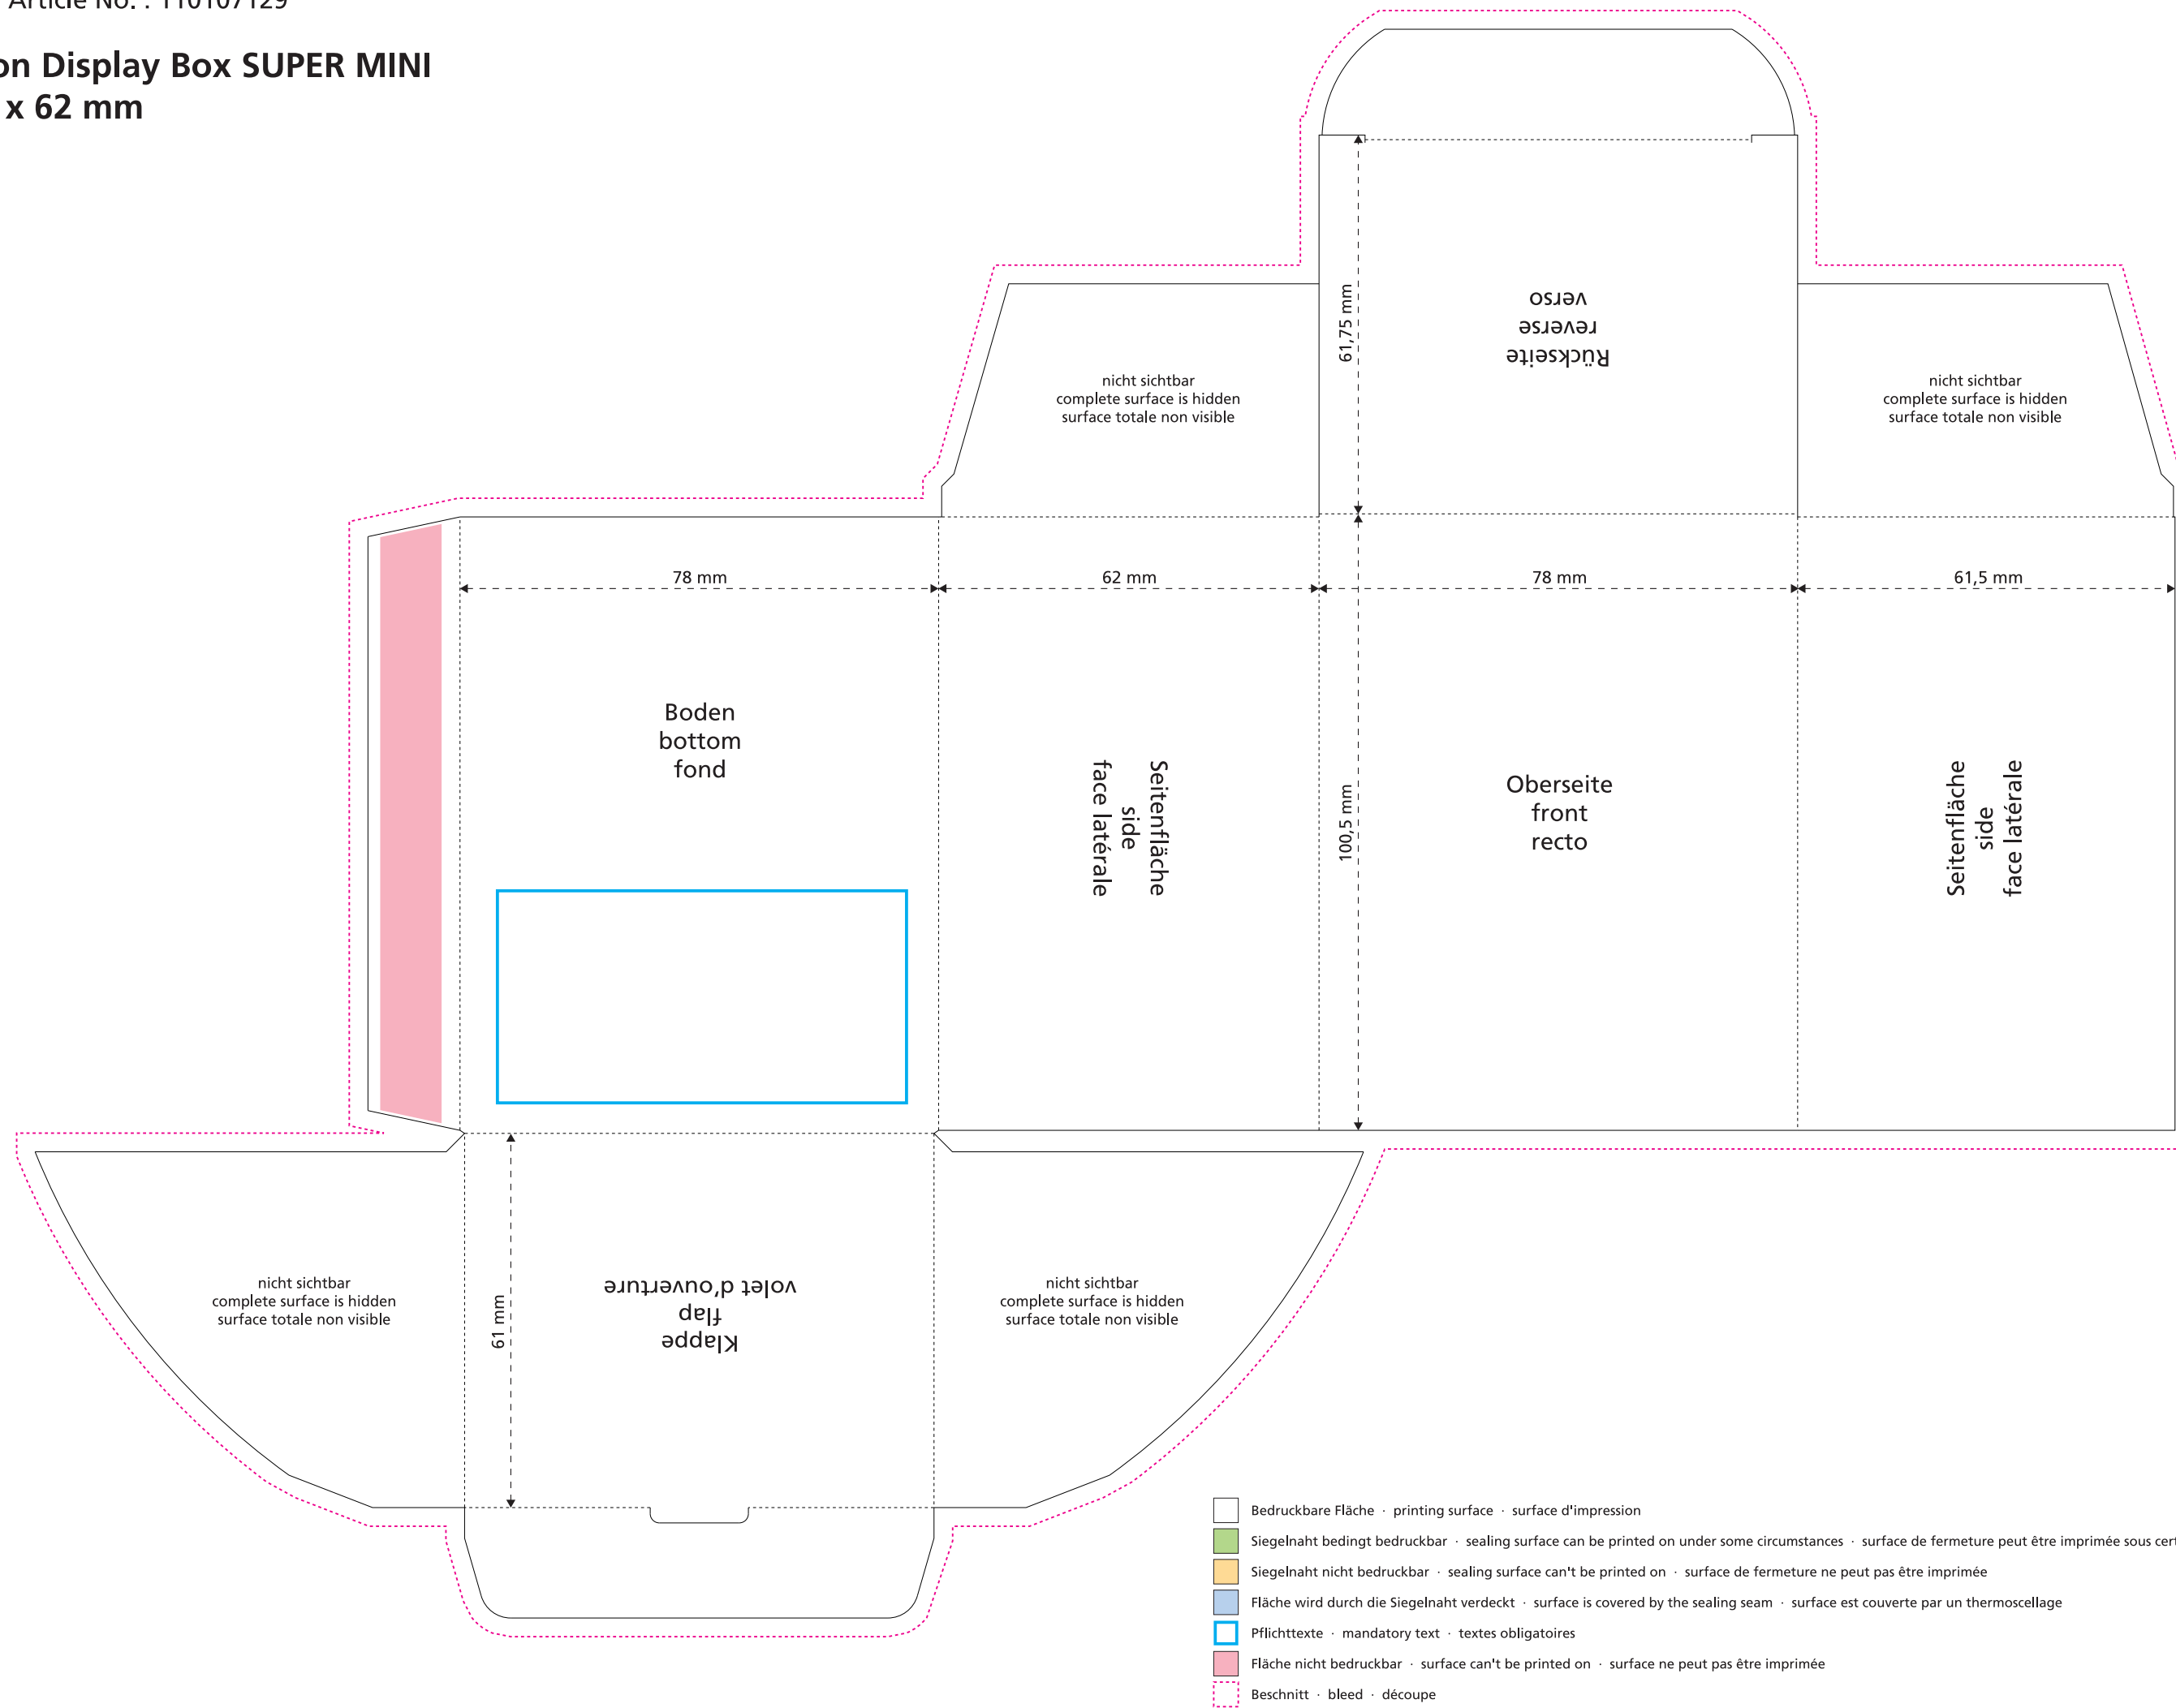 Article No. : 110107129
on Display Box SUPER MINI
x 62 mm
Rückseite
reverse
verso
61,75 mm
nicht sichtbar
complete surface is hidden
surface totale non visible
nicht sichtbar
complete surface is hidden
surface totale non visible
78 mm
62 mm
78 mm
61,5 mm
Boden
bottom
fond
Seitenfläche
side
face latérale
100,5 mm
Oberseite
front
recto
Seitenfläche
side
face latérale
nicht sichtbar
complete surface is hidden
surface totale non visible
61 mm
Klappe
flap
volet d'ouverture
nicht sichtbar
complete surface is hidden
surface totale non visible
Bedruckbare Fläche · printing surface · surface d'impression
Siegelnaht bedingt bedruckbar · sealing surface can be printed on under some circumstances · surface de fermeture peut être imprimée sous cert
Siegelnaht nicht bedruckbar · sealing surface can't be printed on · surface de fermeture ne peut pas être imprimée
Fläche wird durch die Siegelnaht verdeckt · surface is covered by the sealing seam · surface est couverte par un thermoscellage
Pflichttexte · mandatory text · textes obligatoires
Fläche nicht bedruckbar · surface can't be printed on · surface ne peut pas être imprimée
Beschnitt · bleed · découpe